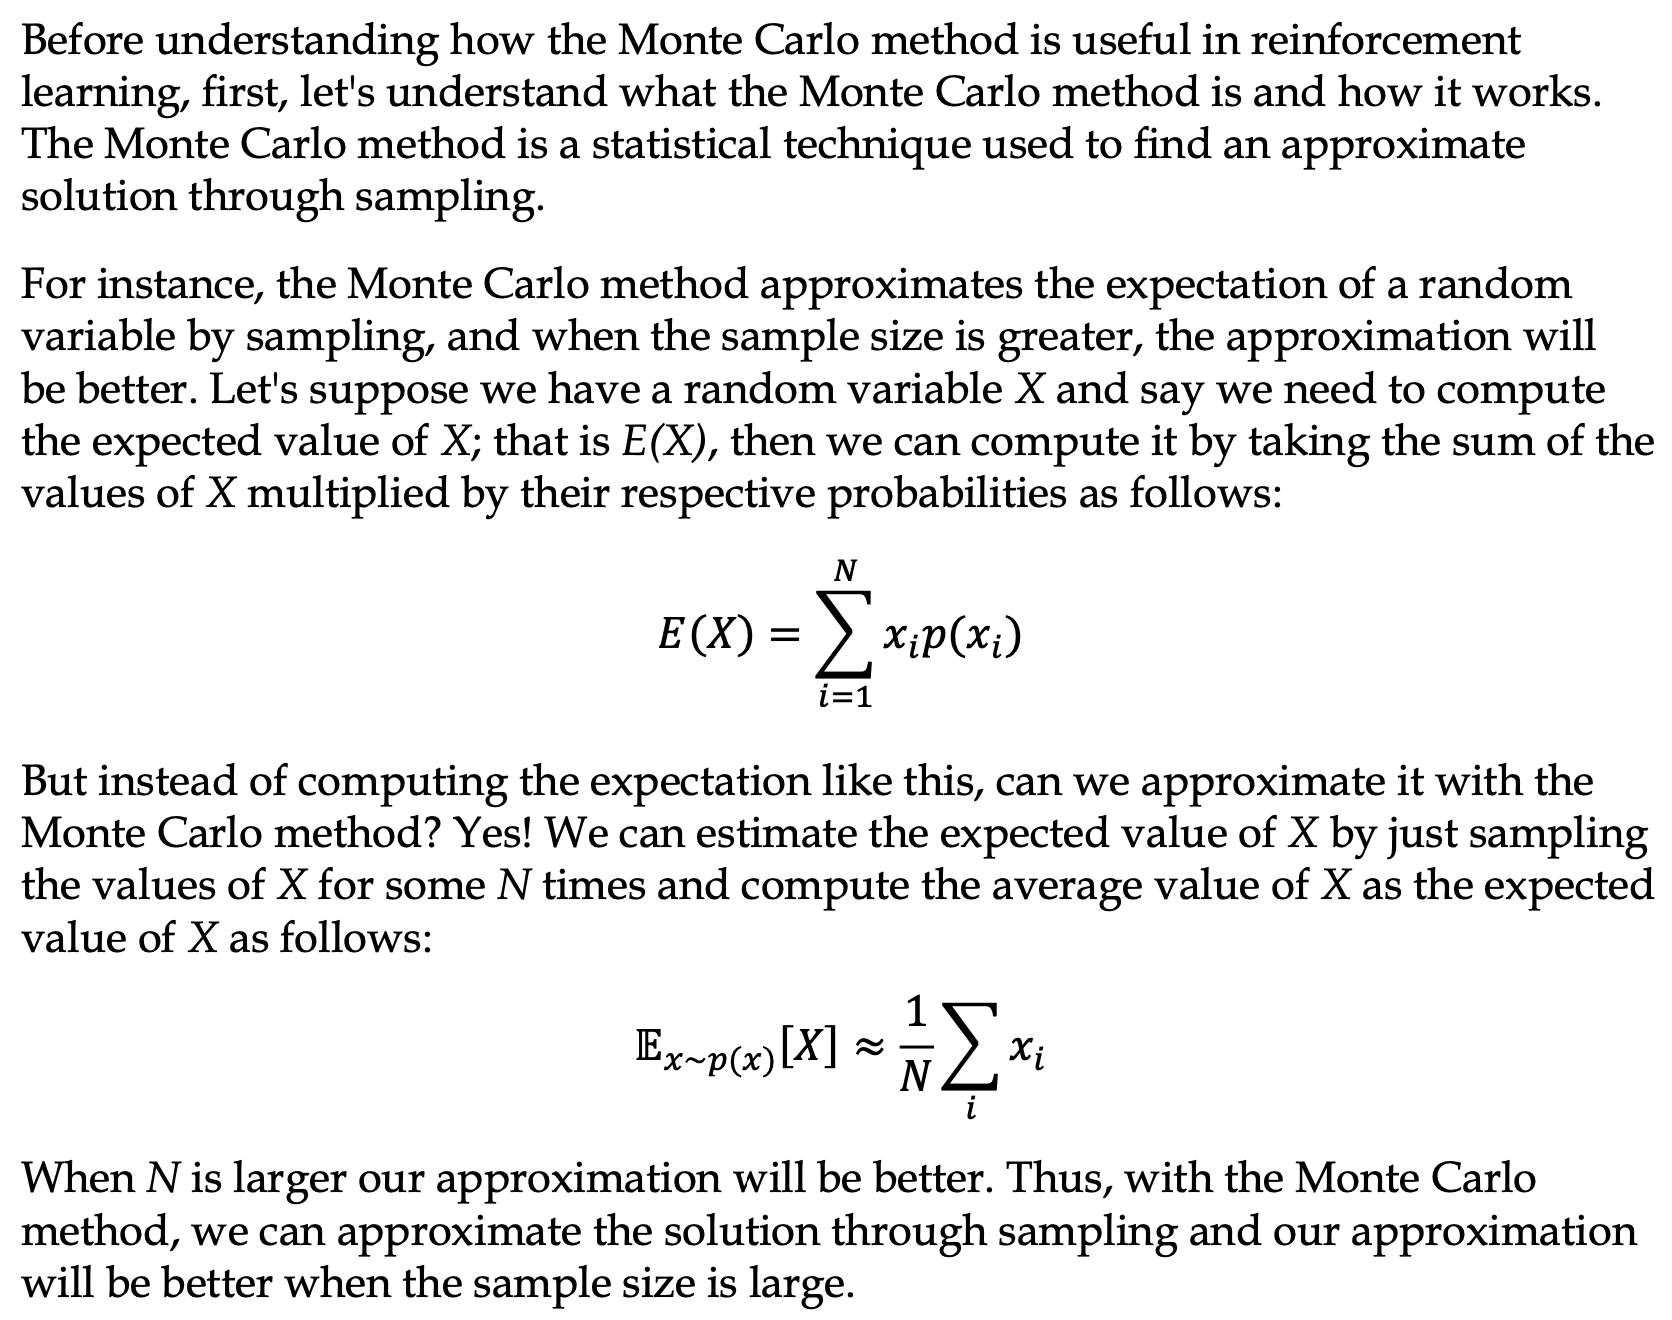 Before understanding how the Monte Carlo method is useful in reinforcement
learning, first, let's understand what the Monte Carlo method is and how it works.
The Monte Carlo method is a statistical technique used to find an approximate
solution through sampling.
For instance, the Monte Carlo method approximates the expectation of a random
variable by sampling, and when the sample size is greater, the approximation will
be better. Let's suppose we have a random variable X and say we need to compute
the expected value of X; that is E(X), then we can compute it by taking the sum of the
values of X multiplied by their respective probabilities as follows:
E(X) = ∑_{i=1}^{N} x_i p(x_i)
But instead of computing the expectation like this, can we approximate it with the
Monte Carlo method? Yes! We can estimate the expected value of X by just sampling
the values of X for some N times and compute the average value of X as the expected
value of X as follows:
𝔼_{x~p(x)}[X] ≈ \frac{1}{N} ∑_{i} x_i
When N is larger our approximation will be better. Thus, with the Monte Carlo
method, we can approximate the solution through sampling and our approximation
will be better when the sample size is large.